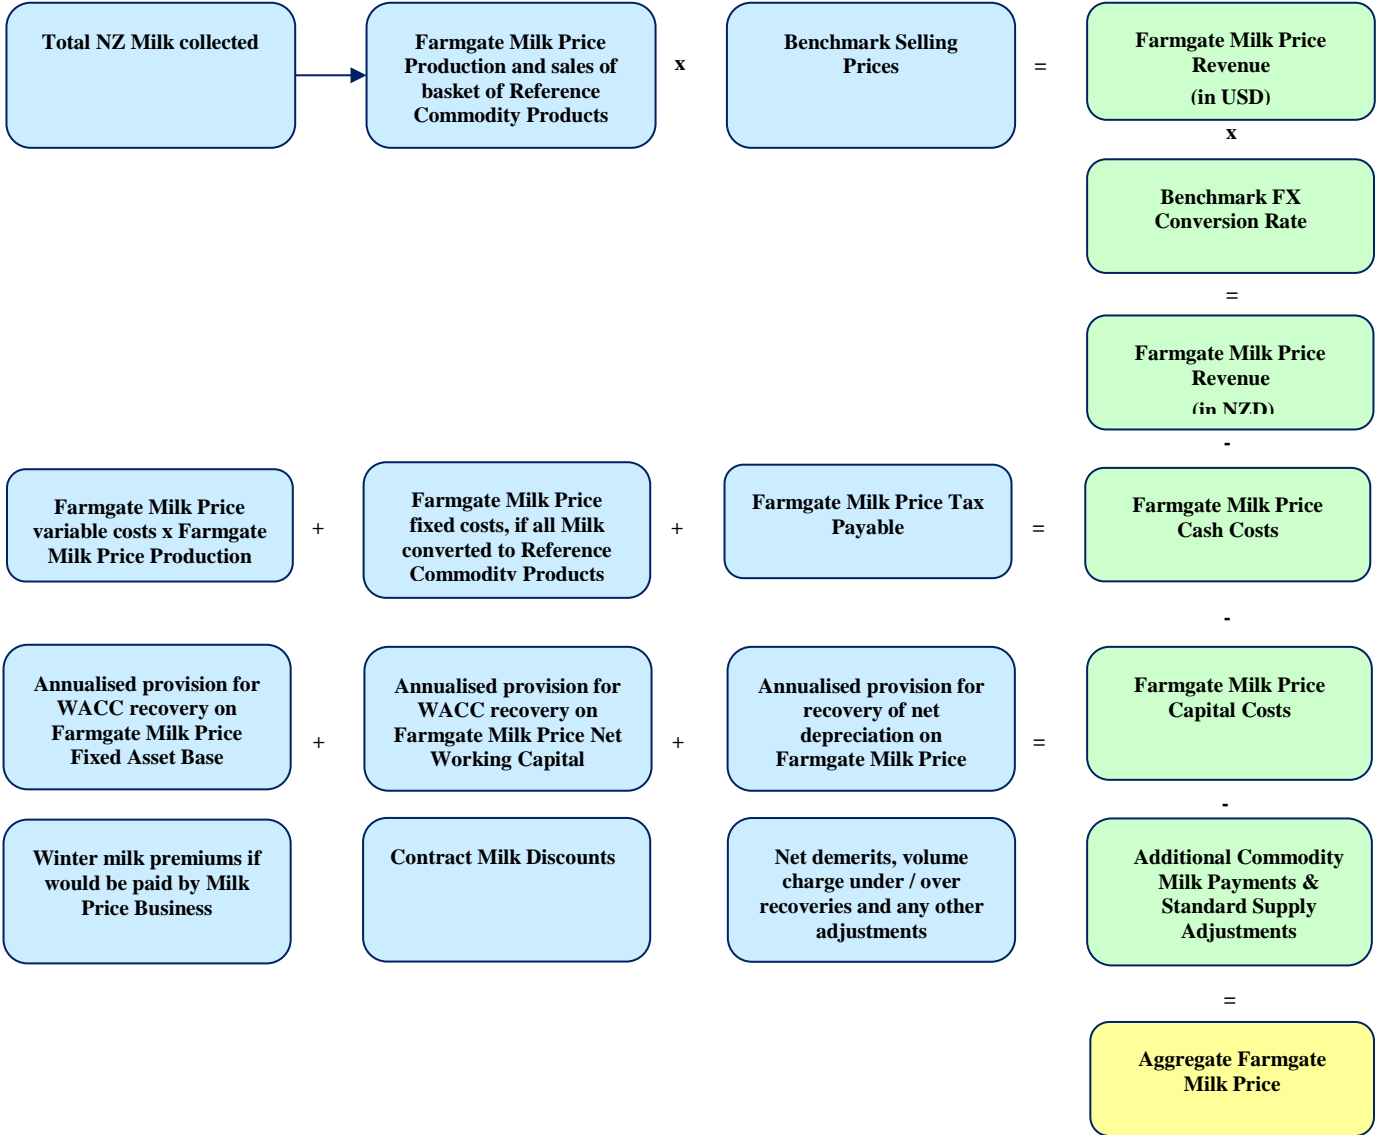 Total NZ Milk collected
Farmgate Milk Price
Production and sales of
basket of Reference
Commodity Products
x
Benchmark Selling
Prices
=
Farmgate Milk Price
Revenue
(in USD)
x
Benchmark FX
Conversion Rate
=
Farmgate Milk Price
Revenue
(in NZD)
-
Farmgate Milk Price
variable costs x Farmgate
Milk Price Production
+
Farmgate Milk Price
fixed costs, if all Milk
converted to Reference
Commodity Products
+
Farmgate Milk Price Tax
Payable
=
Farmgate Milk Price
Cash Costs
-
Annualised provision for
WACC recovery on
Farmgate Milk Price
Fixed Asset Base
+
Annualised provision for
WACC recovery on
Farmgate Milk Price Net
Working Capital
+
Annualised provision for
recovery of net
depreciation on
Farmgate Milk Price
=
Farmgate Milk Price
Capital Costs
-
Winter milk premiums if
would be paid by Milk
Price Business
Contract Milk Discounts
Net demerits, volume
charge under / over
recoveries and any other
adjustments
Additional Commodity
Milk Payments &
Standard Supply
Adjustments
=
Aggregate Farmgate
Milk Price